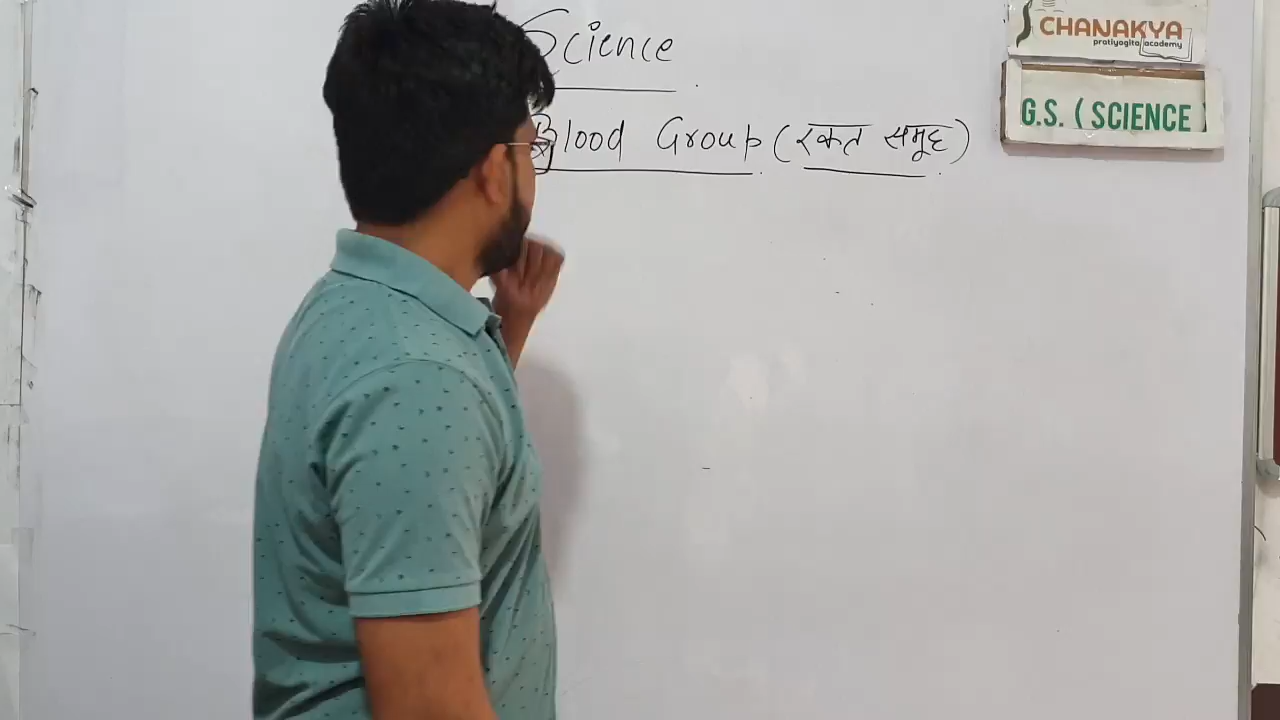 Science
Blood Group (रक्त समूह)
CHANAKYA
pratiyogita academy
G.S. ( SCIENCE )